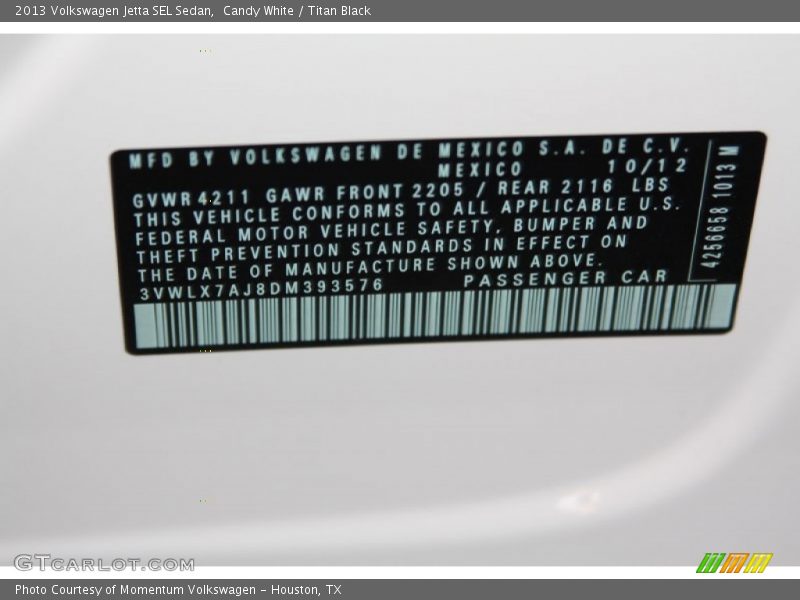 2013 Volkswagen Jetta SEL Sedan,  Candy White / Titan Black
MFD BY VOLKSWAGEN DE MEXICO S.A. DE C.V.
MEXICO 10/12
GVWR 4211 GAWR FRONT 2205 / REAR 2116 LBS
THIS VEHICLE CONFORMS TO ALL APPLICABLE U.S.
FEDERAL MOTOR VEHICLE SAFETY, BUMPER AND
THEFT PREVENTION STANDARDS IN EFFECT ON
THE DATE OF MANUFACTURE SHOWN ABOVE.
3VWLX7AJ8DM393576 PASSENGER CAR
4256658 1013 M
GTCARLOT.COM
Photo Courtesy of Momentum Volkswagen - Houston, TX